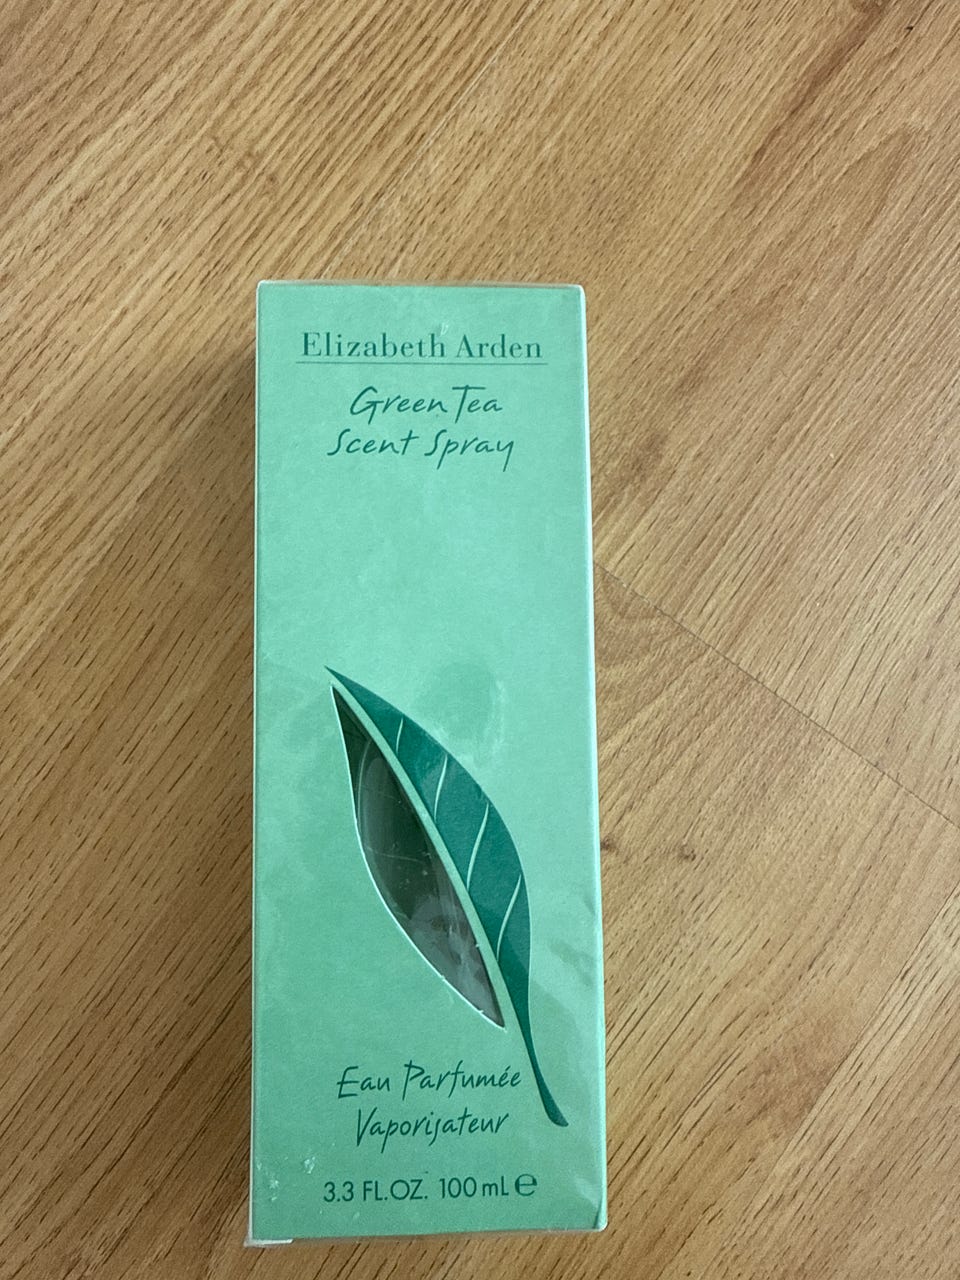 Elizabeth Arden
Green Tea
Scent Spray
Eau Parfumée
Vaporisateur
3.3 FL.OZ. 100 mL ℮